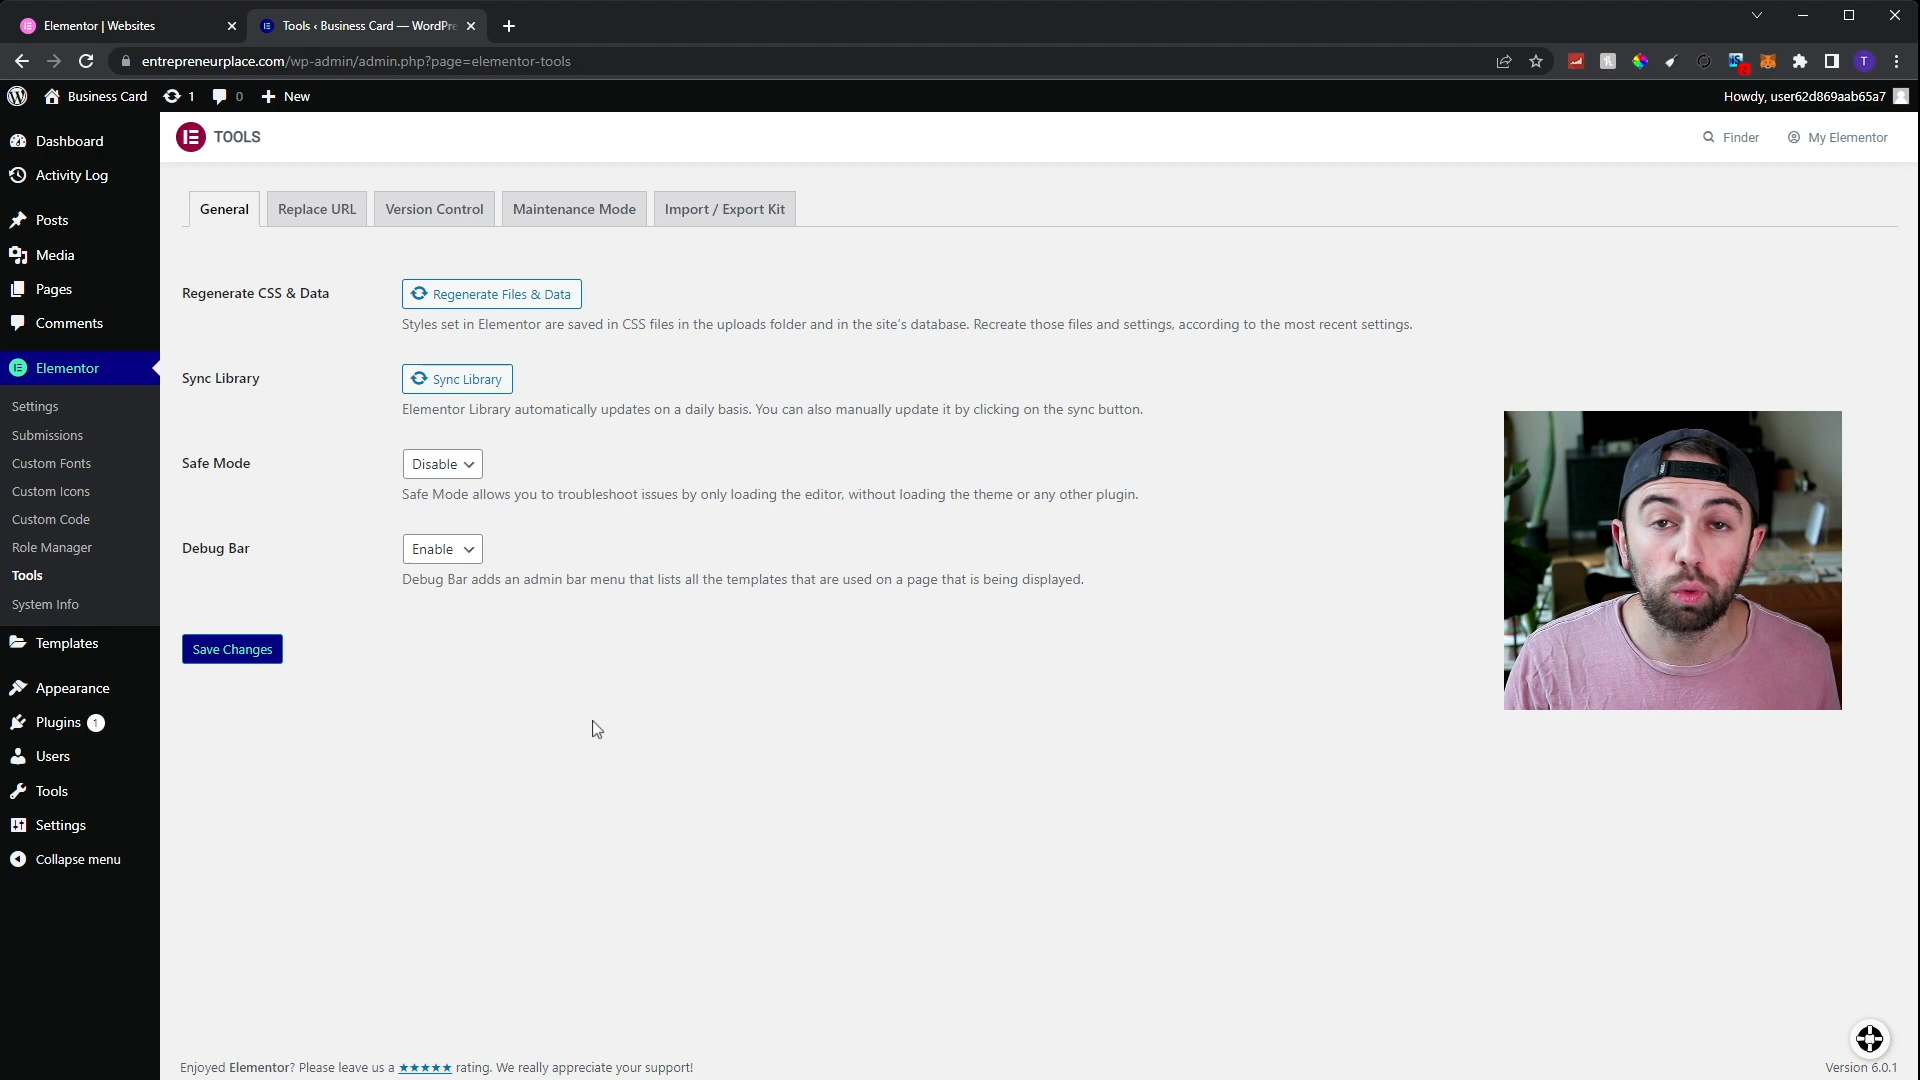 Elementor | Websites
Tools ‹ Business Card — WordPre
entrepreneurplace.com/wp-admin/admin.php?page=elementor-tools
2
T
Business Card
1
0
New
Howdy, user62d869aab65a7
TOOLS
Finder
My Elementor
Dashboard
Activity Log
Posts
Media
Pages
Comments
Elementor
Settings
Submissions
Custom Fonts
Custom Icons
Custom Code
Role Manager
Tools
System Info
Templates
Appearance
Plugins 1
Users
Tools
Settings
Collapse menu
General
Replace URL
Version Control
Maintenance Mode
Import / Export Kit
Regenerate CSS & Data
Regenerate Files & Data
Styles set in Elementor are saved in CSS files in the uploads folder and in the site's database. Recreate those files and settings, according to the most recent settings.
Sync Library
Sync Library
Elementor Library automatically updates on a daily basis. You can also manually update it by clicking on the sync button.
Safe Mode
Disable
Safe Mode allows you to troubleshoot issues by only loading the editor, without loading the theme or any other plugin.
Debug Bar
Enable
Debug Bar adds an admin bar menu that lists all the templates that are used on a page that is being displayed.
Save Changes
Enjoyed Elementor? Please leave us a ★★★★★ rating. We really appreciate your support!
Version 6.0.1